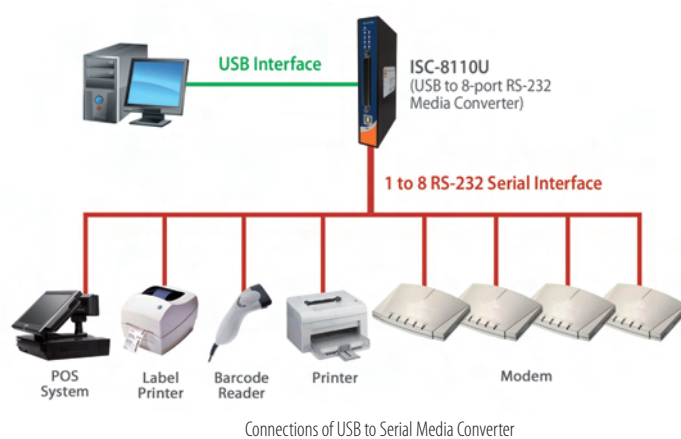 USB Interface
ISC-8110U
(USB to 8-port RS-232
Media Converter)
1 to 8 RS-232 Serial Interface
POS
System
Label
Printer
Barcode
Reader
Printer
Modem
Connections of USB to Serial Media Converter